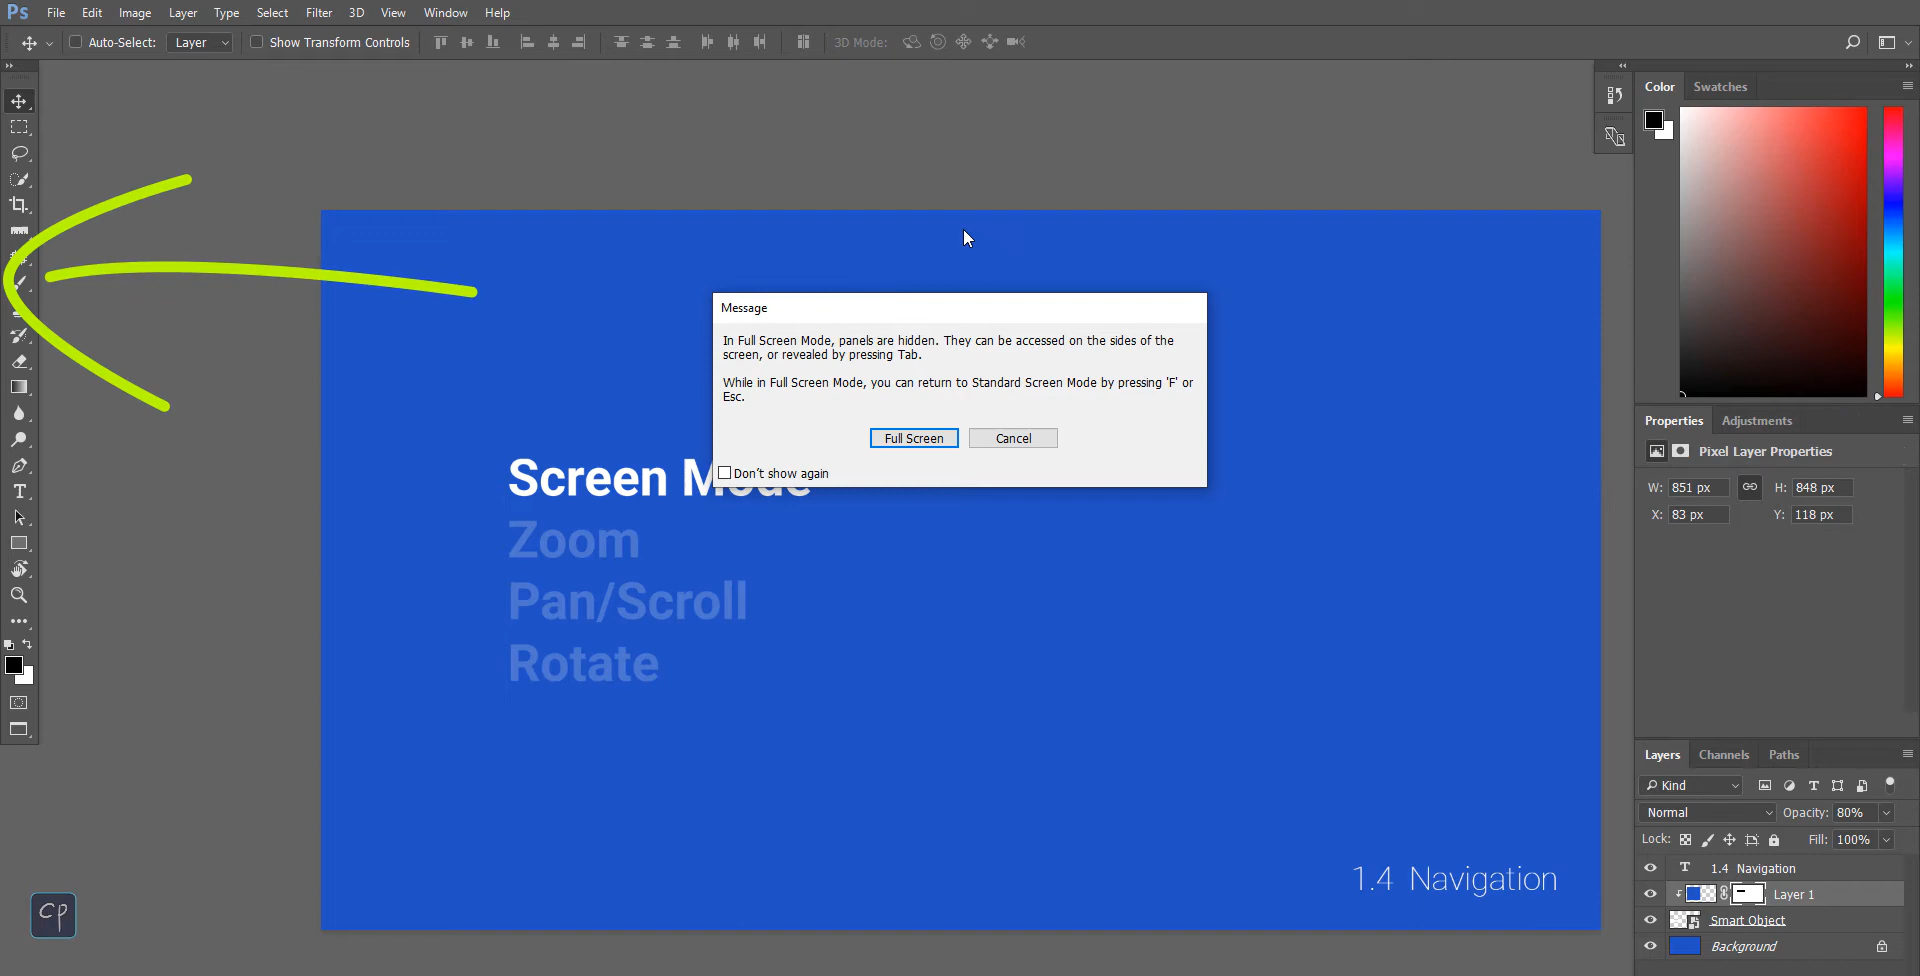 Ps File Edit Image Layer Type Select Filter 3D View Window Help
Auto-Select: Layer Show Transform Controls 3D Mode:
Color Swatches
Message
In Full Screen Mode, panels are hidden. They can be accessed on the sides of the
screen, or revealed by pressing Tab.
While in Full Screen Mode, you can return to Standard Screen Mode by pressing 'F' or
Esc.
Full Screen Cancel
Don't show again
Screen Mode
Zoom
Pan/Scroll
Rotate
1.4 Navigation
cp
Properties Adjustments
Pixel Layer Properties
W: 851 px H: 848 px
X: 83 px Y: 118 px
Layers Channels Paths
Kind
Normal Opacity: 80%
Lock: Fill: 100%
T 1.4 Navigation
Layer 1
Smart Object
Background